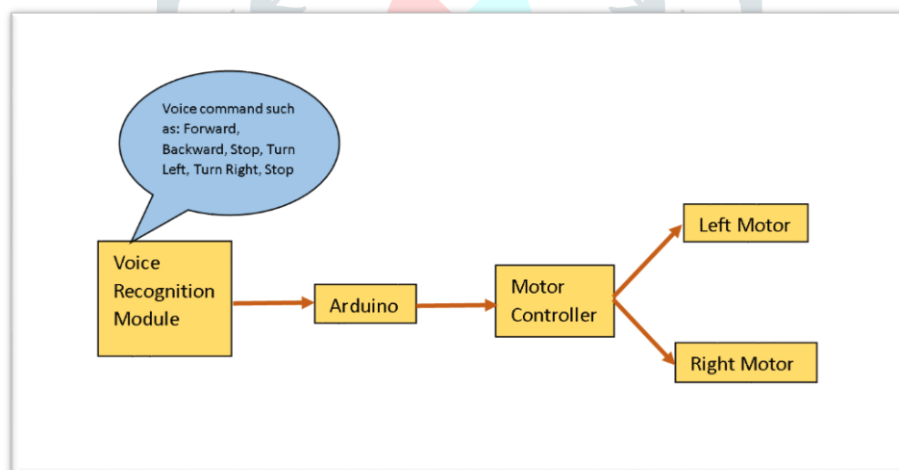 Voice command such
as: Forward,
Backward, Stop, Turn
Left, Turn Right, Stop
Voice
Recognition
Module
Arduino
Motor
Controller
Left Motor
Right Motor